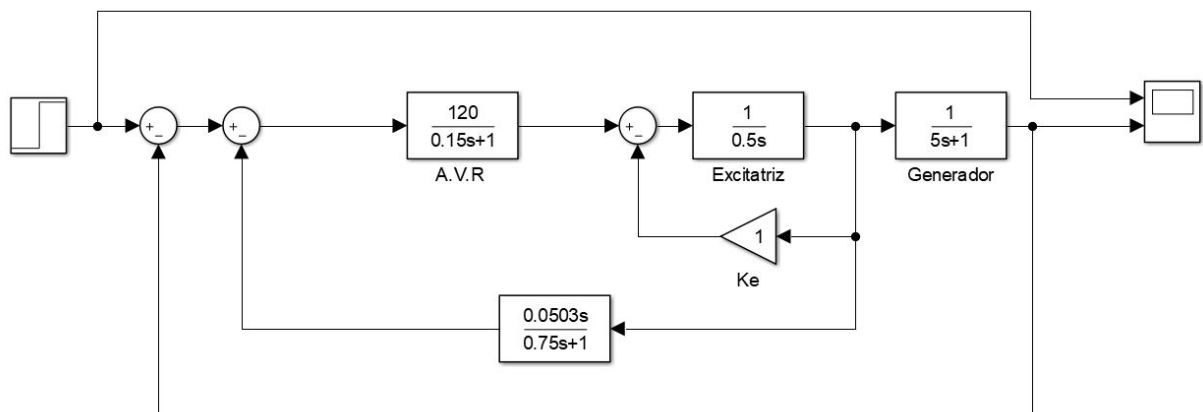 +
−
+
−
120
0.15s+1
A.V.R
+
−
1
0.5s
Excitatriz
1
5s+1
Generador
1
Ke
0.0503s
0.75s+1